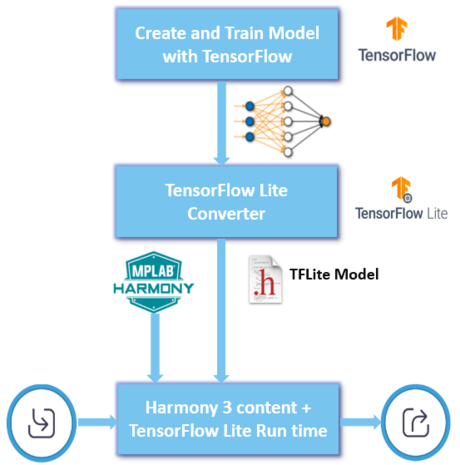 Create and Train Model
with TensorFlow
TensorFlow
TensorFlow Lite
Converter
TensorFlow Lite
MPLAB
HARMONY
.h
TFLite Model
Harmony 3 content +
TensorFlow Lite Run time